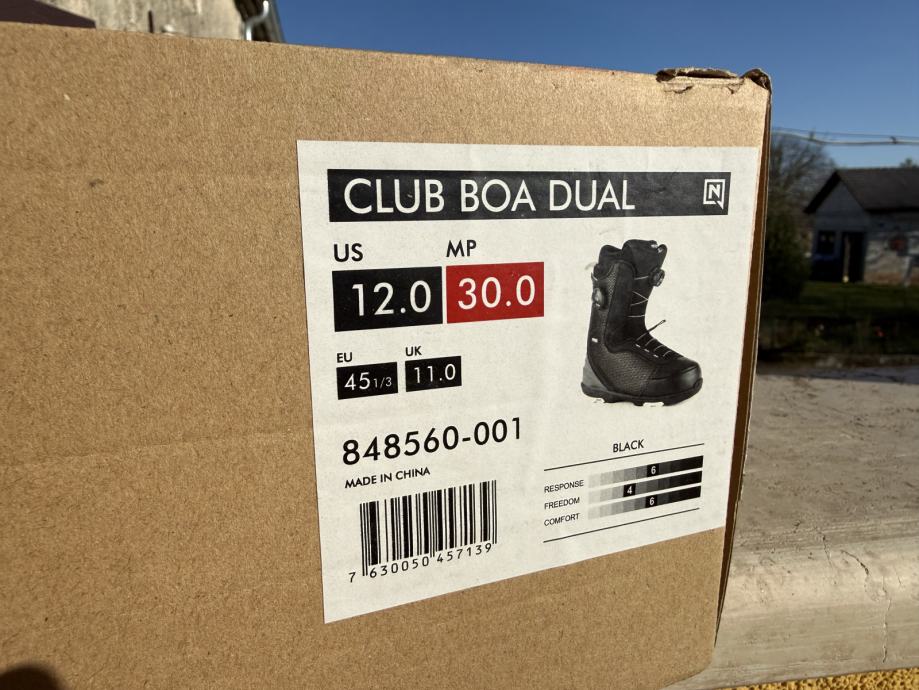 CLUB BOA DUAL N
US MP
12.0 30.0
EU UK
45 1/3 11.0
848560-001
MADE IN CHINA
7 630050 457139
BLACK
RESPONSE 6
FREEDOM 4
COMFORT 6